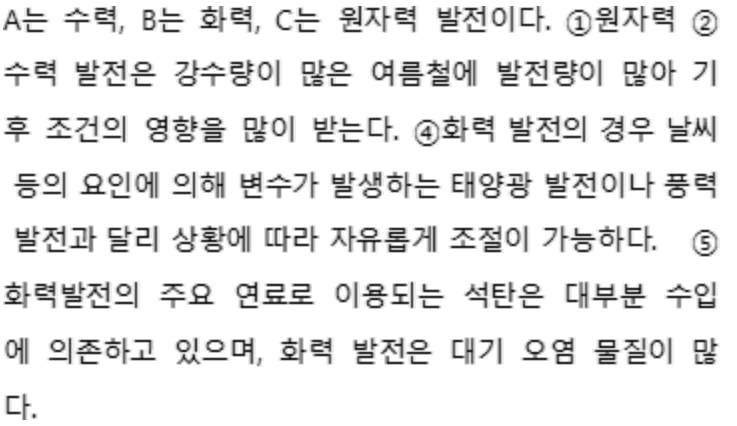 A는 수력, B는 화력, C는 원자력 발전이다. ①원자력 ②
수력 발전은 강수량이 많은 여름철에 발전량이 많아 기
후 조건의 영향을 많이 받는다. ④화력 발전의 경우 날씨
등의 요인에 의해 변수가 발생하는 태양광 발전이나 풍력
발전과 달리 상황에 따라 자유롭게 조절이 가능하다. ⑤
화력발전의 주요 연료로 이용되는 석탄은 대부분 수입
에 의존하고 있으며, 화력 발전은 대기 오염 물질이 많
다.